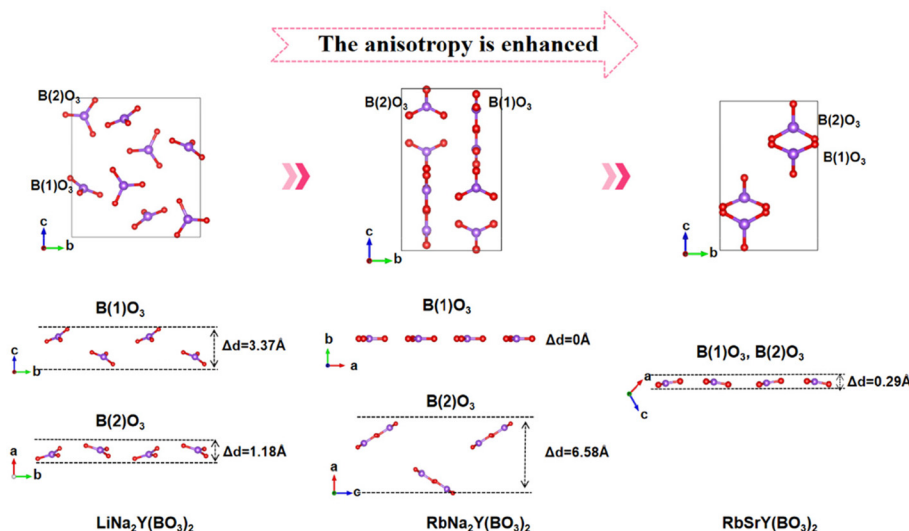 The anisotropy is enhanced
B(2)O₃
B(1)O₃
c
b
B(2)O₃ B(1)O₃
c
b
B(2)O₃
B(1)O₃
c
b
B(1)O₃
c
b
Δd=3.37Å
B(2)O₃
a
b
Δd=1.18Å
LiNa₂Y(BO₃)₂
B(1)O₃
b
a
Δd=0Å
B(2)O₃
a
c
Δd=6.58Å
RbNa₂Y(BO₃)₂
B(1)O₃, B(2)O₃
a
c
Δd=0.29Å
RbSrY(BO₃)₂